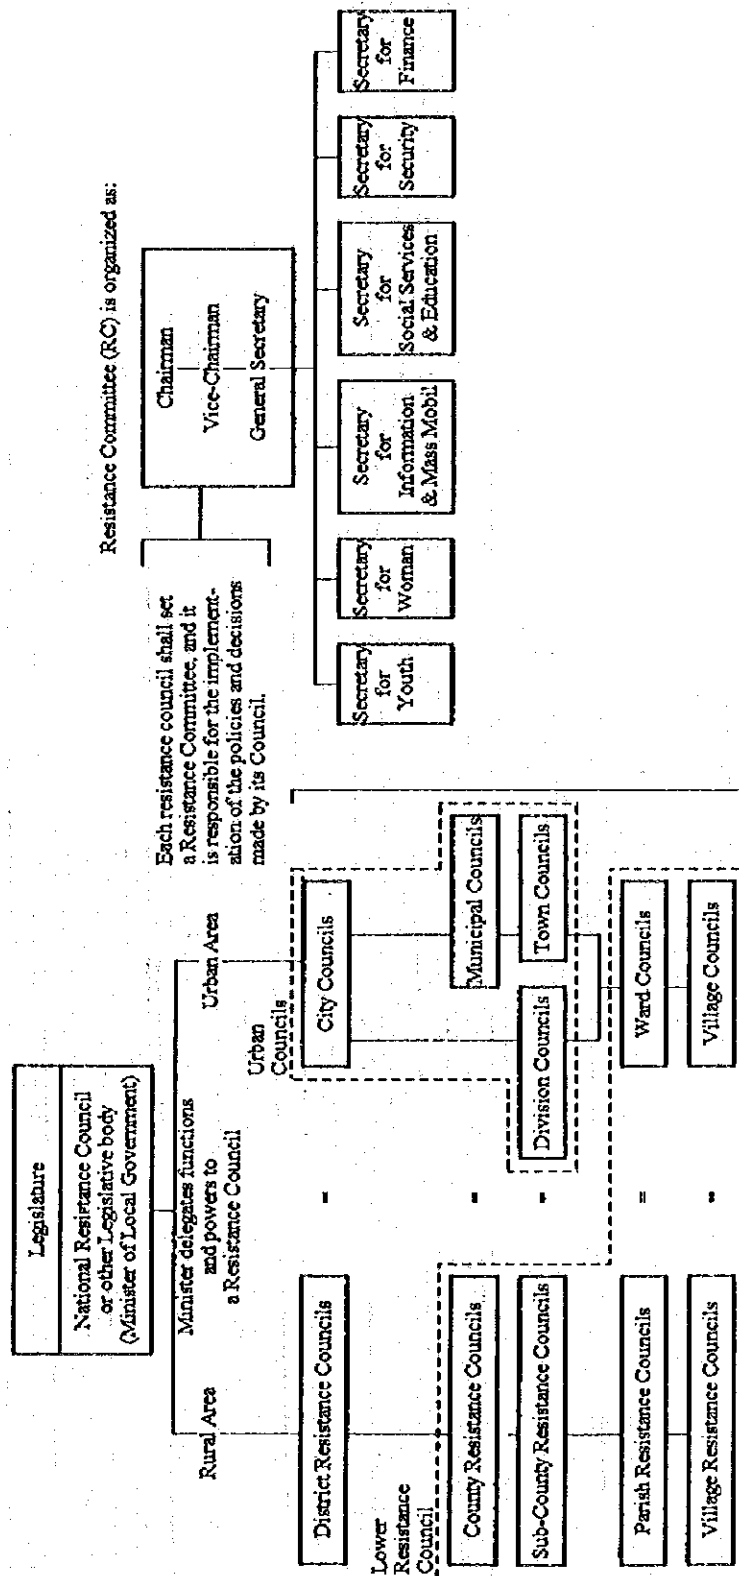 Legislature
National Resistance Council
or other Legislative body
(Minister of Local Government)
Minister delegates functions
and powers to
a Resistance Council
Rural Area
Urban Area
District Resistance Councils
=
Urban
Councils
City Councils
Lower
Resistance
Council
County Resistance Councils
=
Municipal Councils
Sub-County Resistance Councils
=
Division Councils
Town Councils
Parish Resistance Councils
=
Ward Councils
Village Resistance Councils
=
Village Councils
Each resistance council shall set
a Resistance Committee, and it
is responsible for the implement-
ation of the policies and decisions
made by its Council.
Resistance Committee (RC) is organized as:
Chairman
Vice-Chairman
General Secretary
Secretary
for
Youth
Secretary
for
Woman
Secretary
for
Information
& Mass Mobil
Secretary
for
Social Services
& Education
Secretary
for
Security
Secretary
for
Finance